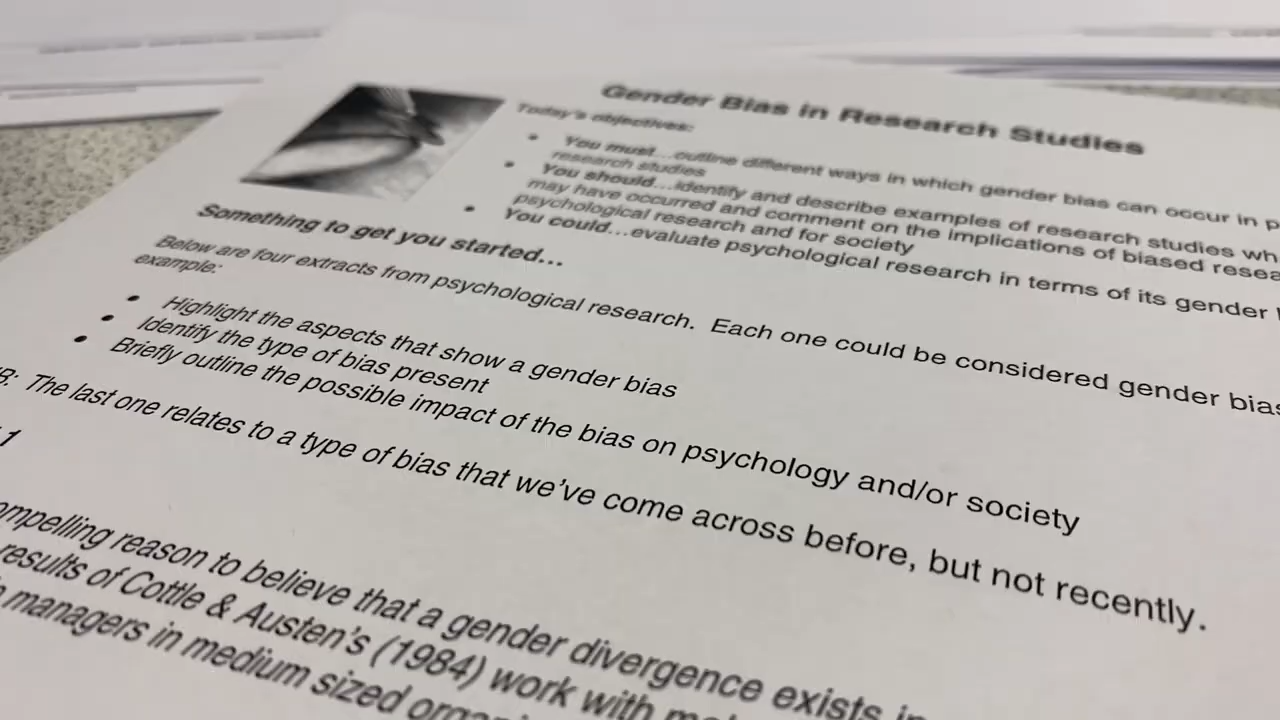 Gender Bias in Research Studies
Today's objectives:
You must...outline different ways in which gender bias can occur in p
research studies
You should...identify and describe examples of research studies wh
may have occurred and comment on the implications of biased resea
psychological research and for society
You could...evaluate psychological research in terms of its gender
Something to get you started...
Below are four extracts from psychological research. Each one could be considered gender bias
example:
Highlight the aspects that show a gender bias
Identify the type of bias present
Briefly outline the possible impact of the bias on psychology and/or society
B: The last one relates to a type of bias that we've come across before, but not recently.
1
ompelling reason to believe that a gender divergence exists in
results of Cottle & Austen's (1984) work with
managers in medium sized